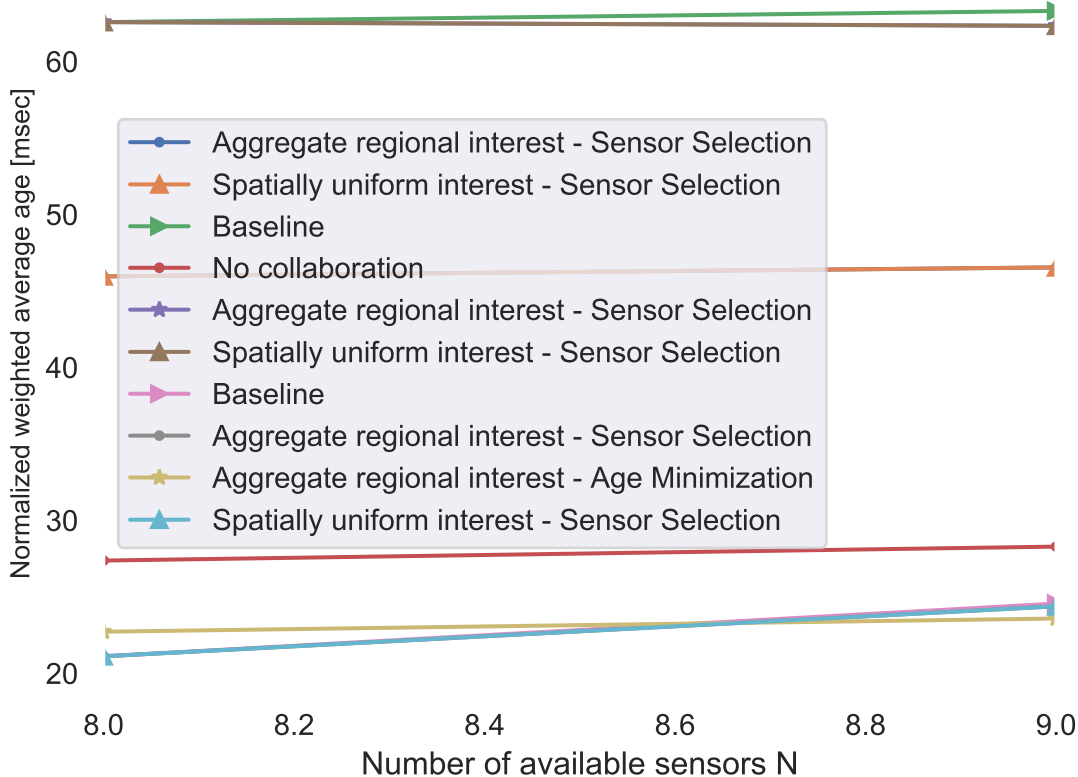 60
50
40
30
20
Normalized weighted average age [msec]
Aggregate regional interest - Sensor Selection
Spatially uniform interest - Sensor Selection
Baseline
No collaboration
Aggregate regional interest - Sensor Selection
Spatially uniform interest - Sensor Selection
Baseline
Aggregate regional interest - Sensor Selection
Aggregate regional interest - Age Minimization
Spatially uniform interest - Sensor Selection
8.0 8.2 8.4 8.6 8.8 9.0
Number of available sensors N